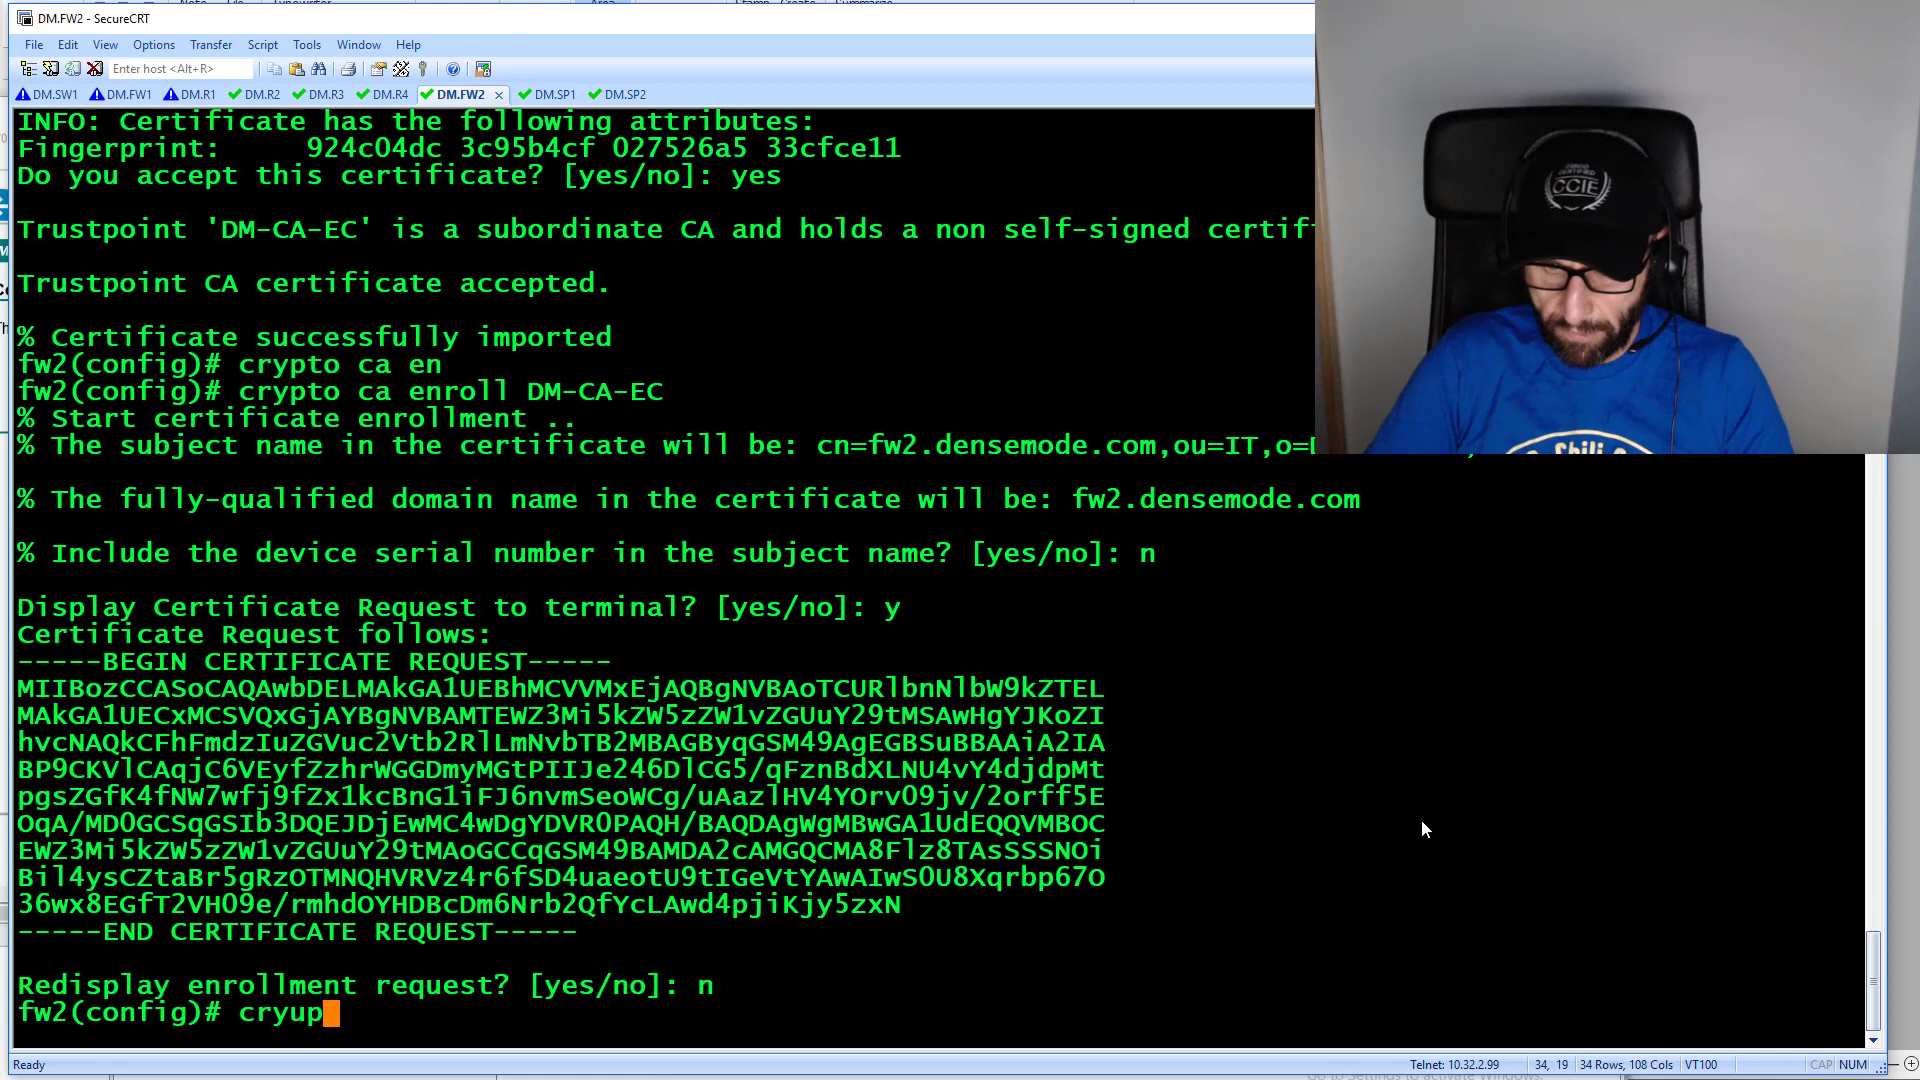 DM.FW2 - SecureCRT
File Edit View Options Transfer Script Tools Window Help
Enter host <Alt+R>
DM.SW1 DM.FW1 DM.R1 DM.R2 DM.R3 DM.R4 DM.FW2 DM.SP1 DM.SP2
INFO: Certificate has the following attributes:
Fingerprint: 924c04dc 3c95b4cf 027526a5 33cfce11
Do you accept this certificate? [yes/no]: yes
Trustpoint 'DM-CA-EC' is a subordinate CA and holds a non self-signed certif
Trustpoint CA certificate accepted.
% Certificate successfully imported
fw2(config)# crypto ca en
fw2(config)# crypto ca enroll DM-CA-EC
% Start certificate enrollment ..
% The subject name in the certificate will be: cn=fw2.densemode.com,ou=IT,o=
% The fully-qualified domain name in the certificate will be: fw2.densemode.com
% Include the device serial number in the subject name? [yes/no]: n
Display Certificate Request to terminal? [yes/no]: y
Certificate Request follows:
-----BEGIN CERTIFICATE REQUEST-----
MIIBozCCASoCAQAwbDELMAkGA1UEBhMCVVMxEjAQBgNVBAoTCURlbnNlbW9kZTEL
MAkGA1UECxMCSVQxGjAYBgNVBAMTEWZ3Mi5kZW5zZW1vZGUuY29tMSAwHgYJKoZI
hvcNAQkCFhFmdzIuZGVuc2Vtb2RlLmNvbTB2MBAGByqGSM49AgEGBSuBBAAiA2IA
BP9CKVlCAqjC6VEyfZzhrWGGDmyMGtPIIJe246DlCG5/qFznBdXLNU4vY4djdpMt
pgsZGfK4fNW7wfj9fZx1kcBnG1iFJ6nvmSeoWCg/uAazlHV4YOrvO9jv/2orff5E
OqA/MD0GCSqGSIb3DQEJDjEwMC4wDgYDVR0PAQH/BAQDAgWgMBwGA1UdEQQVMBOC
EWZ3Mi5kZW5zZW1vZGUuY29tMAoGCCqGSM49BAMDA2cAMGQCMA8Flz8TAsSSSNOi
Bil4ysCZtaBr5gRzOTMNQHVRVz4r6fSD4uaeotU9tIGeVtYAwAIwS0U8Xqrbp67O
36wx8EGfT2VHO9e/rmhdOYHDBcDm6Nrb2QfYcLAwd4pjiKjy5zxN
-----END CERTIFICATE REQUEST-----
Redisplay enrollment request? [yes/no]: n
fw2(config)# cryup
CCIE
Ready Telnet: 10.32.2.99 34, 19 34 Rows, 108 Cols VT100 CAP NUM